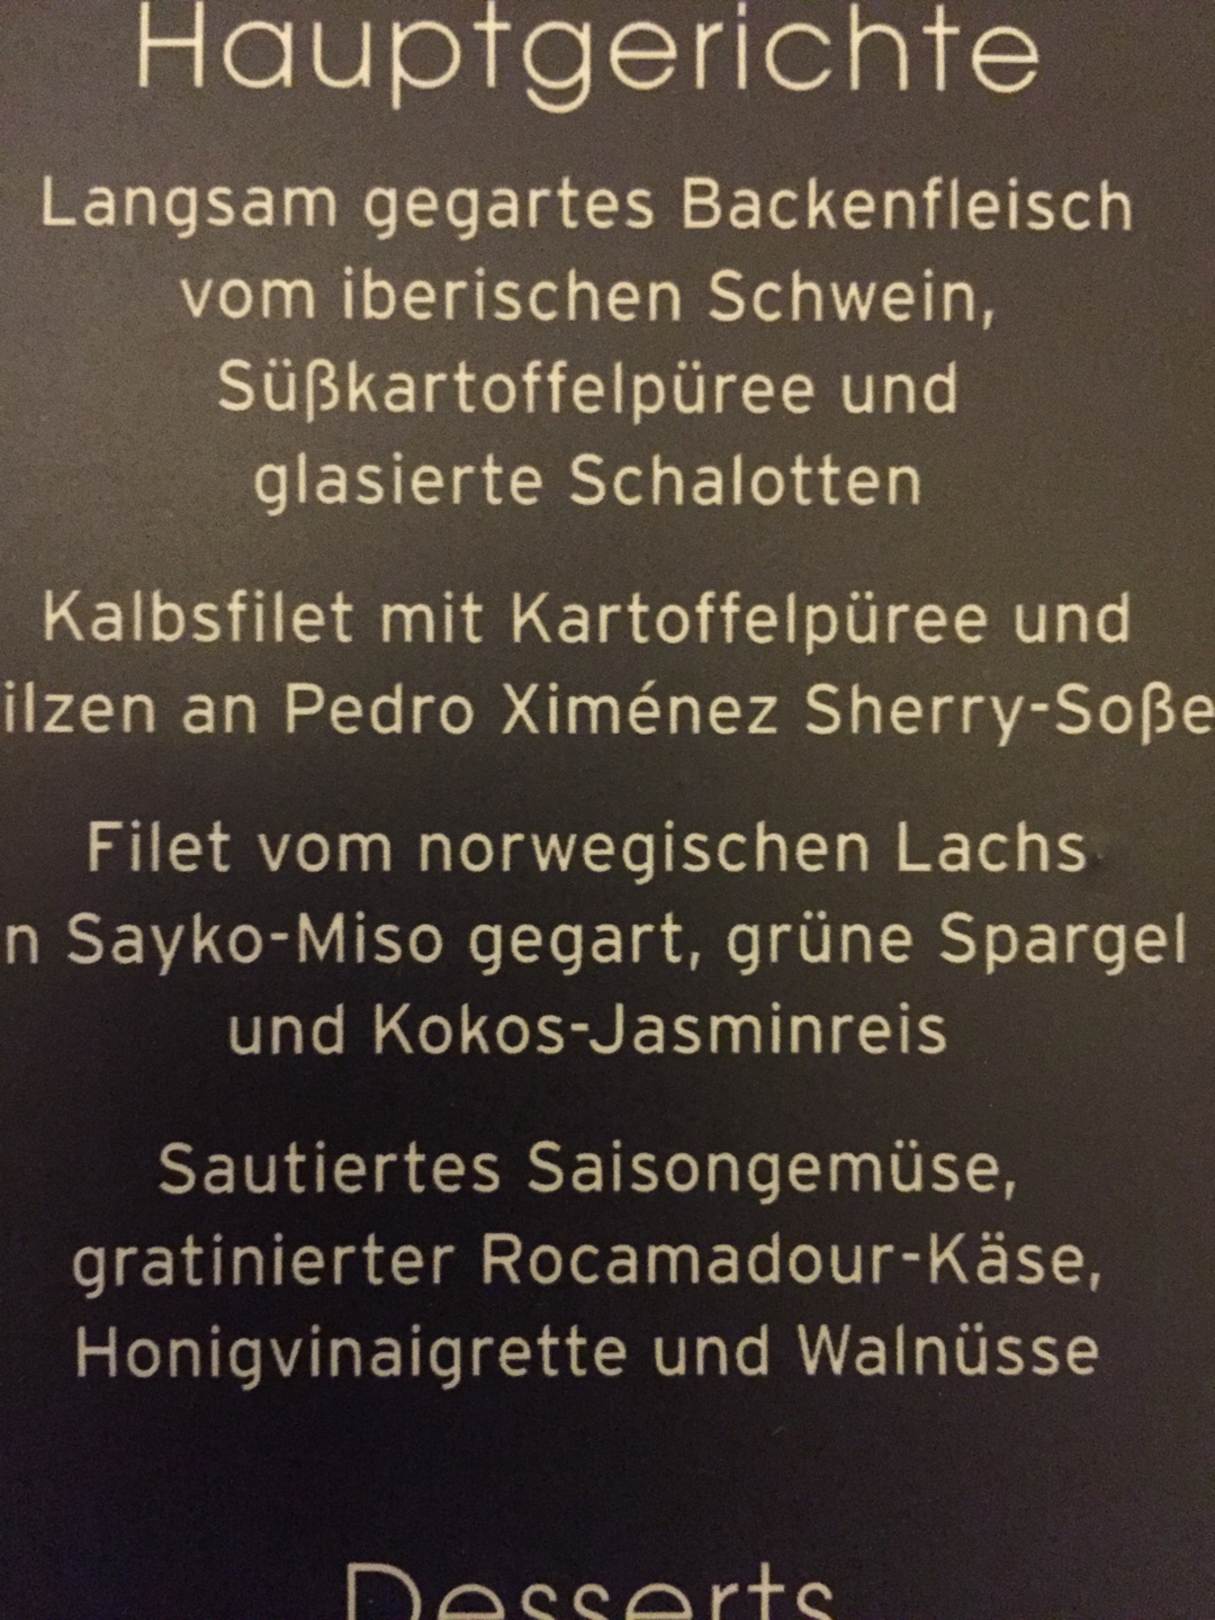 Hauptgerichte
Langsam gegartes Backenfleisch
vom iberischen Schwein,
Süßkartoffelpüree und
glasierte Schalotten
Kalbsfilet mit Kartoffelpüree und
ilzen an Pedro Ximénez Sherry-Soße
Filet vom norwegischen Lachs
n Sayko-Miso gegart, grüne Spargel
und Kokos-Jasminreis
Sautiertes Saisongemüse,
gratinierter Rocamadour-Käse,
Honigvinaigrette und Walnüsse
Desserts